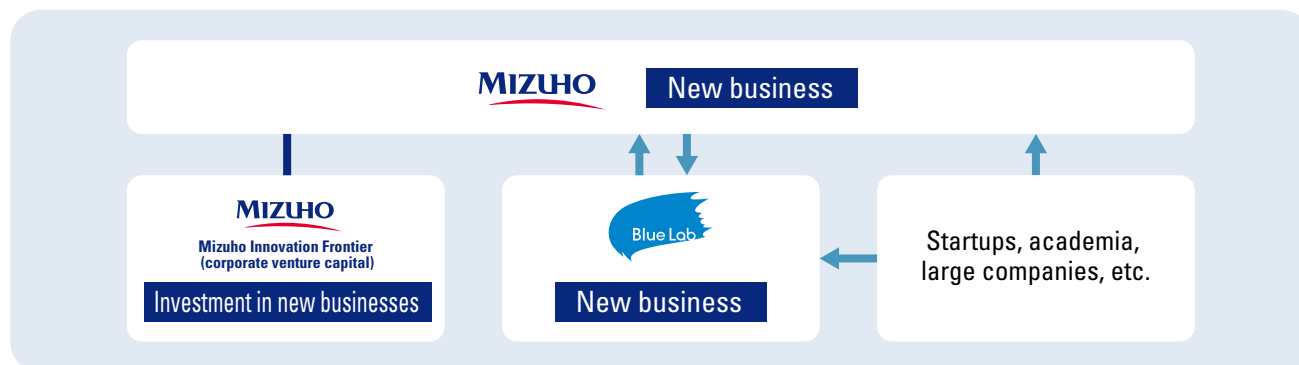 MIZUHO New business
MIZUHO
Mizuho Innovation Frontier
(corporate venture capital)
Investment in new businesses
Blue Lab
New business
Startups, academia,
large companies, etc.